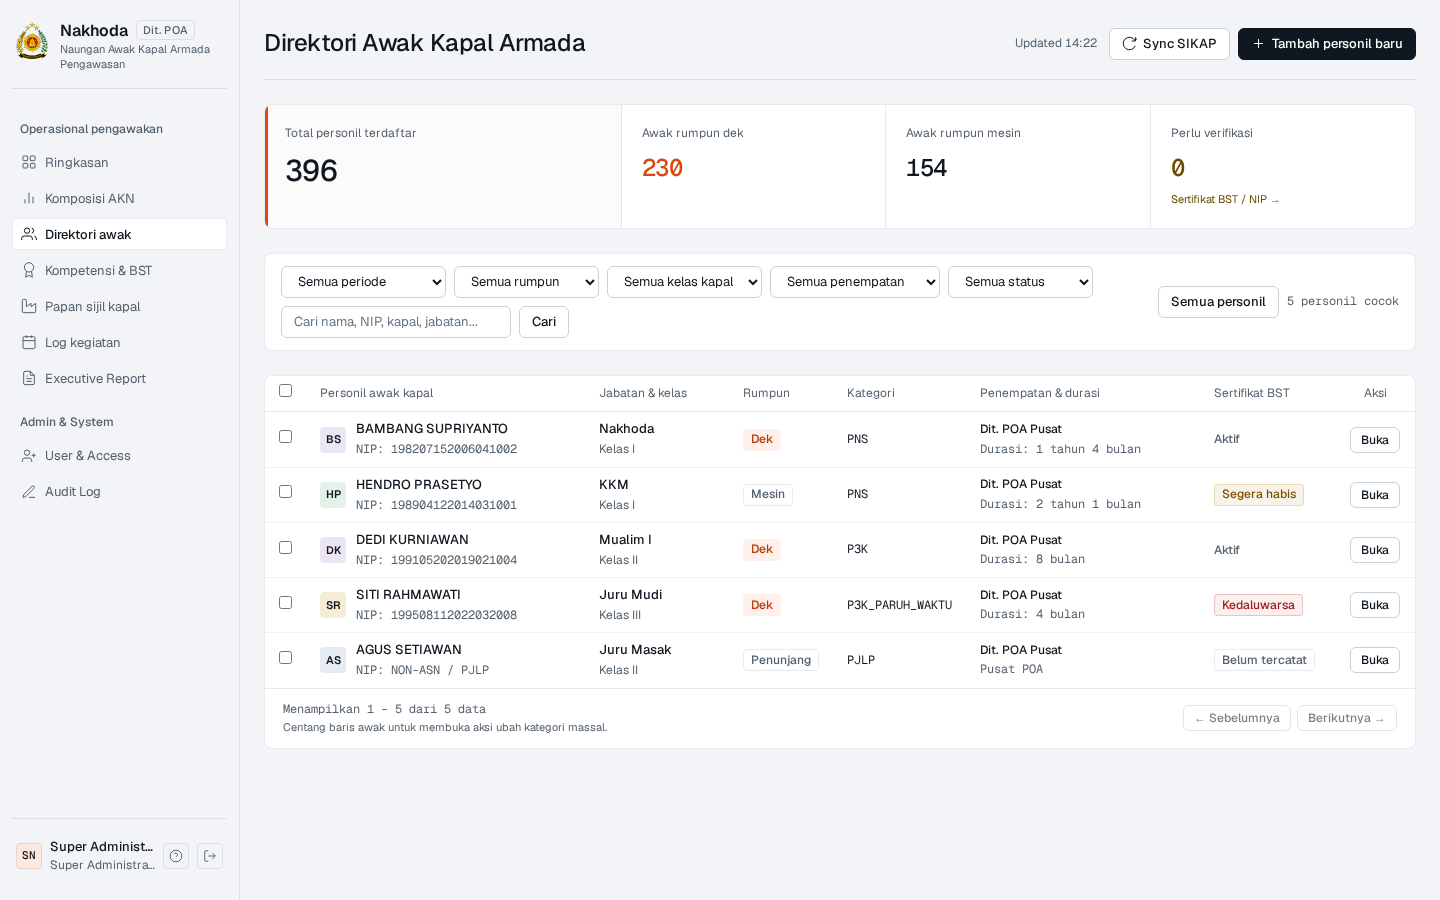 Nakhoda Dit. POA
Naungan Awak Kapal Armada
Pengawasan
Operasional pengawakan
Ringkasan
Komposisi AKN
Direktori awak
Kompetensi & BST
Papan sijil kapal
Log kegiatan
Executive Report
Admin & System
User & Access
Audit Log
SN
Super Administ...
Super Administra...
Direktori Awak Kapal Armada
Updated 14:22
Sync SIKAP
+ Tambah personil baru
Total personil terdaftar
396
Awak rumpun dek
230
Awak rumpun mesin
154
Perlu verifikasi
0
Sertifikat BST / NIP →
Semua periode
Semua rumpun
Semua kelas kapal
Semua penempatan
Semua status
Cari nama, NIP, kapal, jabatan...
Cari
Semua personil
5 personil cocok
Personil awak kapal Jabatan & kelas Rumpun Kategori Penempatan & durasi Sertifikat BST Aksi
BS BAMBANG SUPRIYANTO Nakhoda Dek PNS Dit. POA Pusat Aktif Buka
NIP: 198207152006041002 Kelas I Durasi: 1 tahun 4 bulan
HP HENDRO PRASETYO KKM Mesin PNS Dit. POA Pusat Segera habis Buka
NIP: 198904122014031001 Kelas I Durasi: 2 tahun 1 bulan
DK DEDI KURNIAWAN Mualim I Dek P3K Dit. POA Pusat Aktif Buka
NIP: 199105202019021004 Kelas II Durasi: 8 bulan
SR SITI RAHMAWATI Juru Mudi Dek P3K_PARUH_WAKTU Dit. POA Pusat Kedaluwarsa Buka
NIP: 199508112022032008 Kelas III Durasi: 4 bulan
AS AGUS SETIAWAN Juru Masak Penunjang PJLP Dit. POA Pusat Belum tercatat Buka
NIP: NON-ASN / PJLP Kelas II Pusat POA
Menampilkan 1 - 5 dari 5 data
Centang baris awak untuk membuka aksi ubah kategori massal.
← Sebelumnya
Berikutnya →